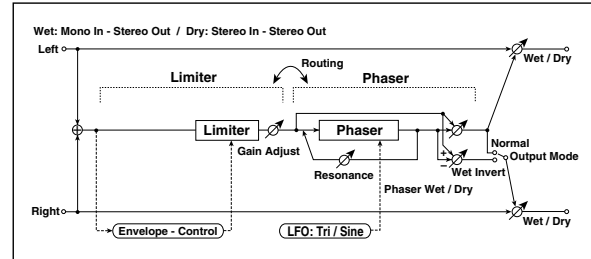 Wet: Mono In - Stereo Out / Dry: Stereo In - Stereo Out
Left
Wet / Dry
Routing
Limiter
Phaser
Limiter
Phaser
Normal
Output Mode
Gain Adjust
+
−
Wet Invert
Resonance
Phaser Wet / Dry
Right
Wet / Dry
Envelope - Control
LFO: Tri / Sine